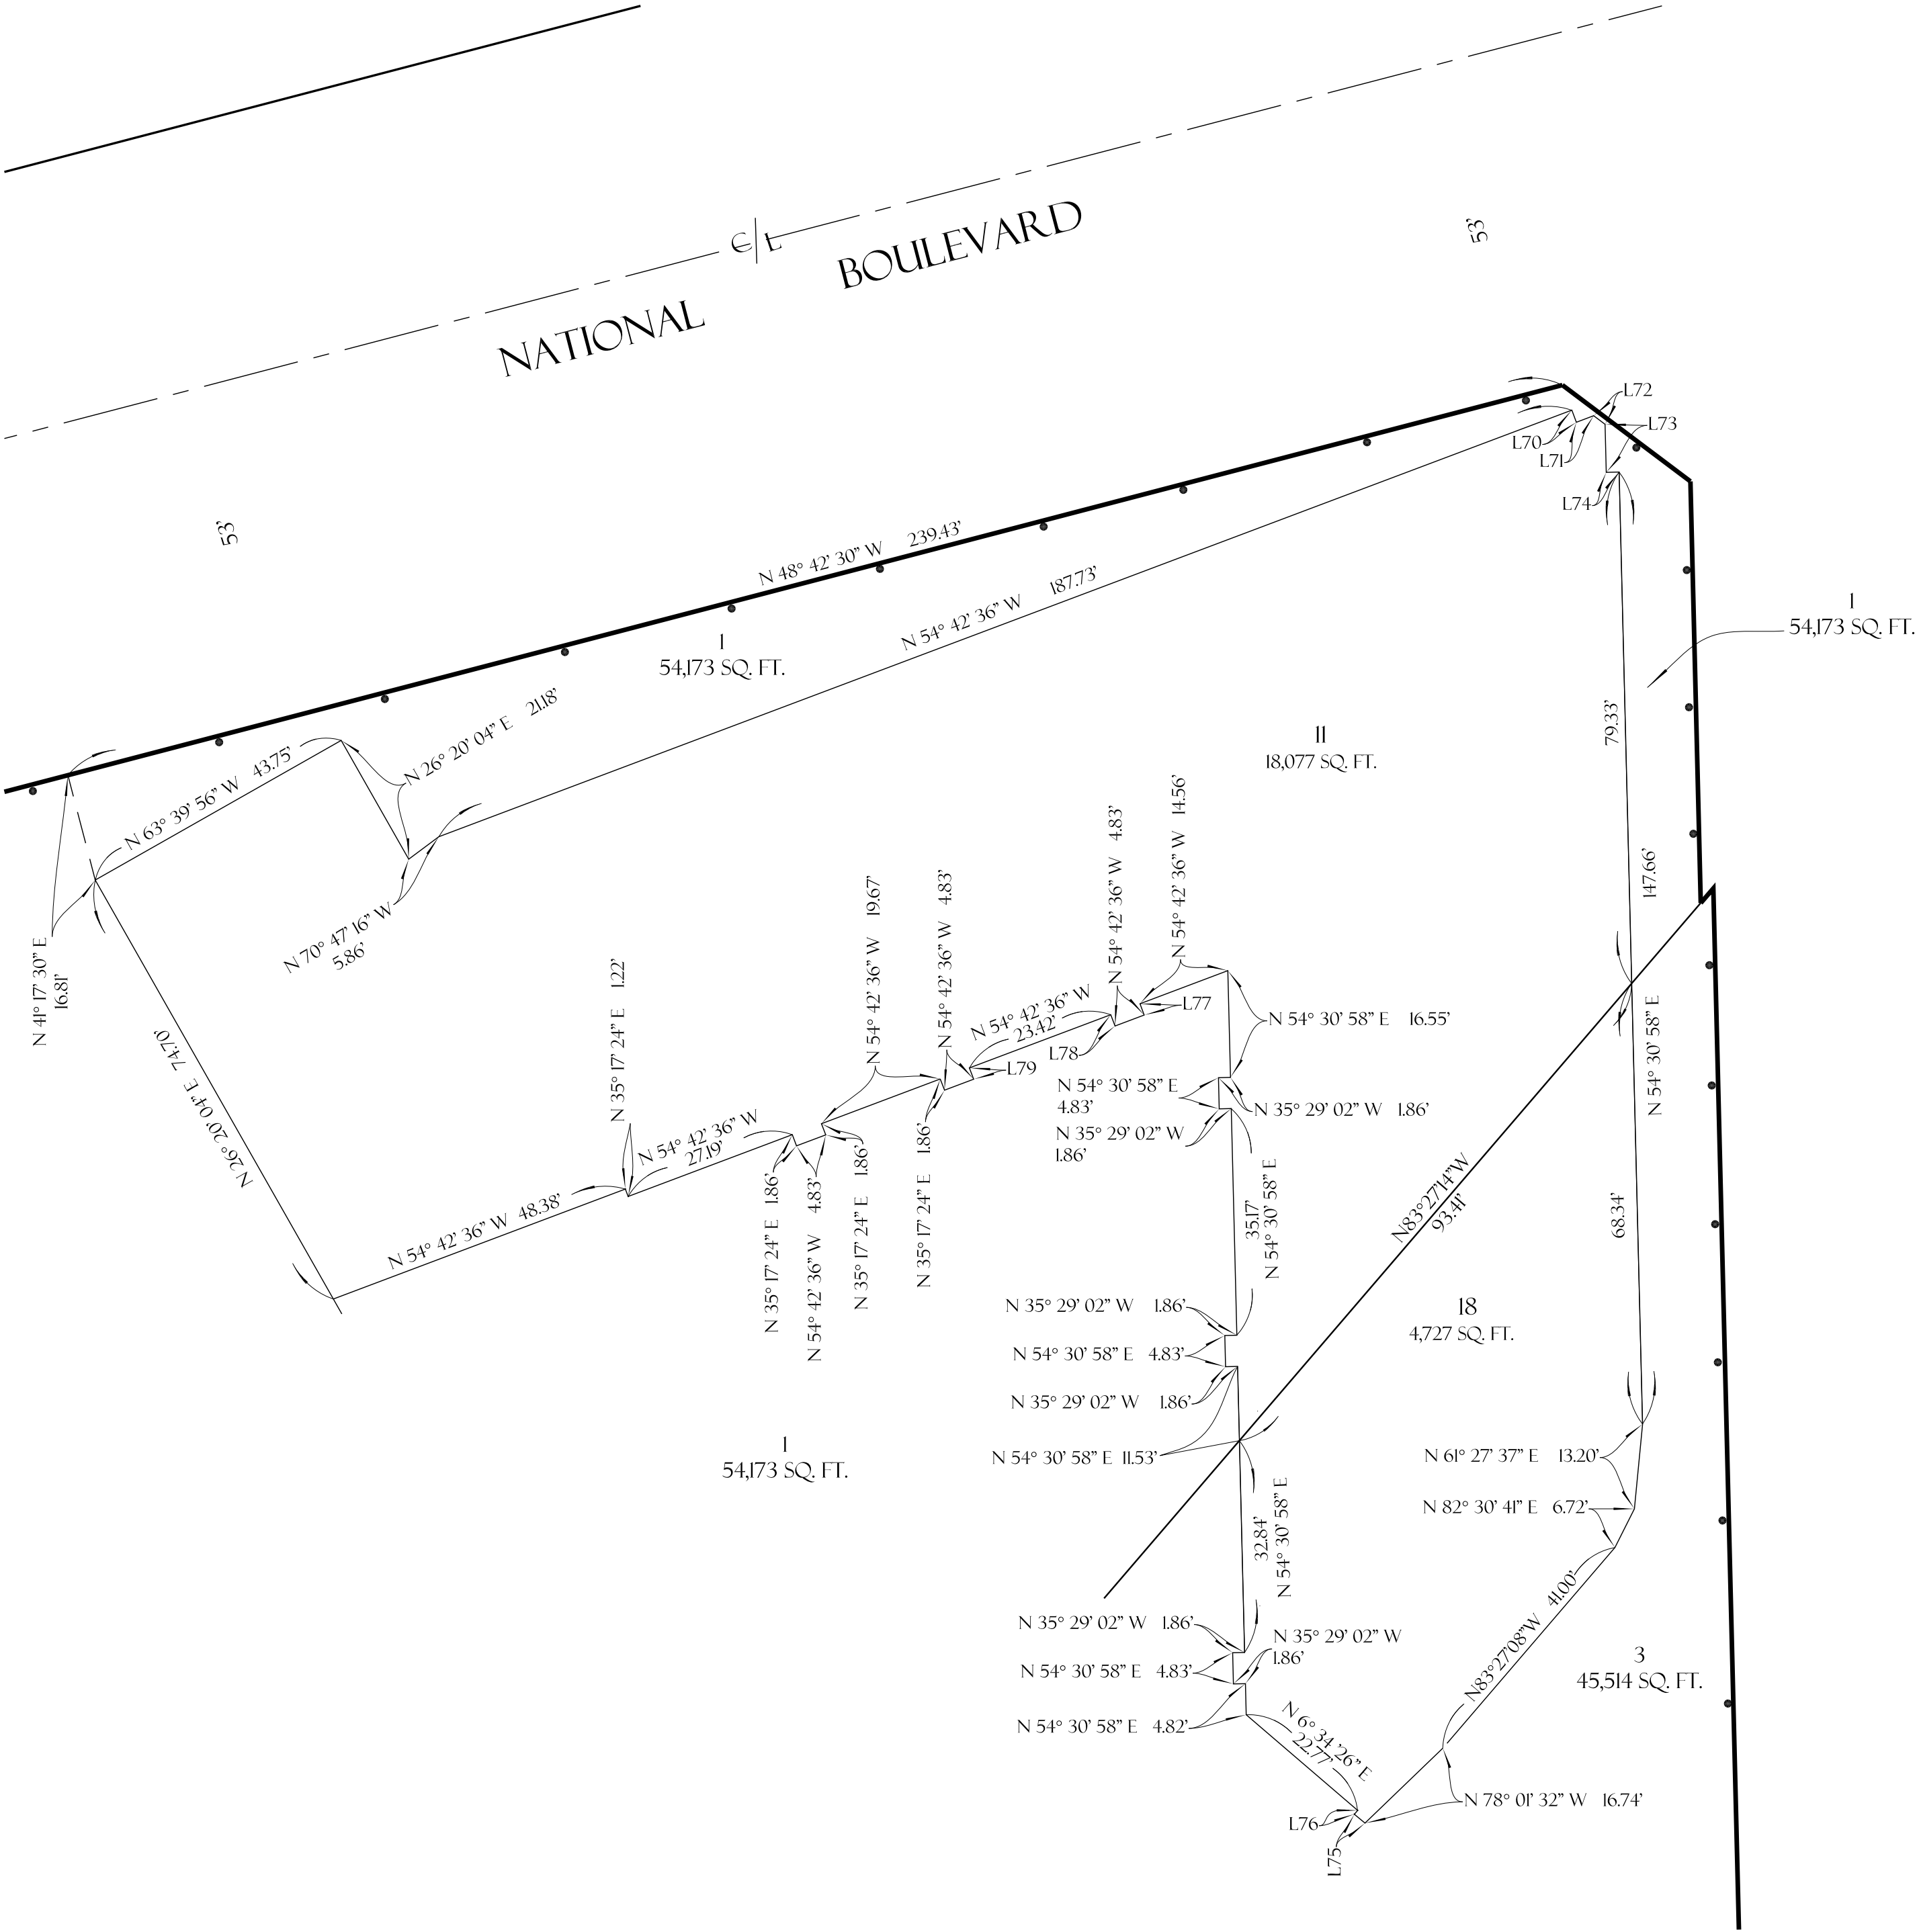 C/L
BOULEVARD
NATIONAL
53'
53'
L72
L73
L70
L71
L74
N 48° 42' 30" W 239.43'
N 54° 42' 36" W 187.73'
1
54,173 SQ. FT.
1
54,173 SQ. FT.
N 26° 20' 04" E 21.18'
N 63° 39' 56" W 43.75'
11
18,077 SQ. FT.
79.33'
147.66'
N 70° 47' 16" W
5.86'
N 41° 17' 30" E
16.81'
N 35° 17' 24" E 1.22'
N 54° 42' 36" W 19.67'
N 54° 42' 36" W 4.83'
N 54° 42' 36" W 4.83'
N 54° 42' 36" W 14.56'
N 54° 42' 36" W
23.42'
L77
L78
L79
N 54° 30' 58" E 16.55'
N 54° 30' 58" E
N 54° 30' 58" E
4.83'
N 35° 29' 02" W 1.86'
N 35° 29' 02" W
1.86'
N 26° 20' 04" E 74.70'
N 54° 42' 36" W
27.19'
N 54° 42' 36" W 48.38'
N 35° 17' 24" E 1.86'
N 54° 42' 36" W 4.83'
N 35° 17' 24" E 1.86'
N 35° 17' 24" E 1.86'
35.17'
N 54° 30' 58" E
N83°27'14"W
93.41'
68.34'
N 35° 29' 02" W 1.86'
18
4,727 SQ. FT.
N 54° 30' 58" E 4.83'
N 35° 29' 02" W 1.86'
1
54,173 SQ. FT.
N 54° 30' 58" E 11.53'
N 61° 27' 37" E 13.20'
N 82° 30' 41" E 6.72'
32.84'
N 54° 30' 58" E
N83°27'08"W 41.00'
N 35° 29' 02" W 1.86'
N 35° 29' 02" W
1.86'
N 54° 30' 58" E 4.83'
3
45,514 SQ. FT.
N 54° 30' 58" E 4.82'
N 6° 34' 26" E
22.77'
N 78° 01' 32" W 16.74'
L76
L75